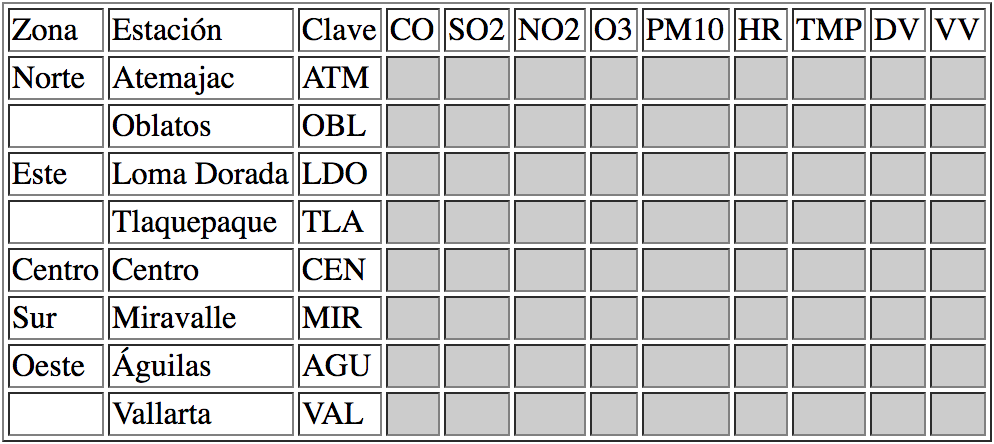 Zona Estación Clave CO SO2 NO2 O3 PM10 HR TMP DV VV
Norte Atemajac ATM
Oblatos OBL
Este Loma Dorada LDO
Tlaquepaque TLA
Centro Centro CEN
Sur Miravalle MIR
Oeste Águilas AGU
Vallarta VAL